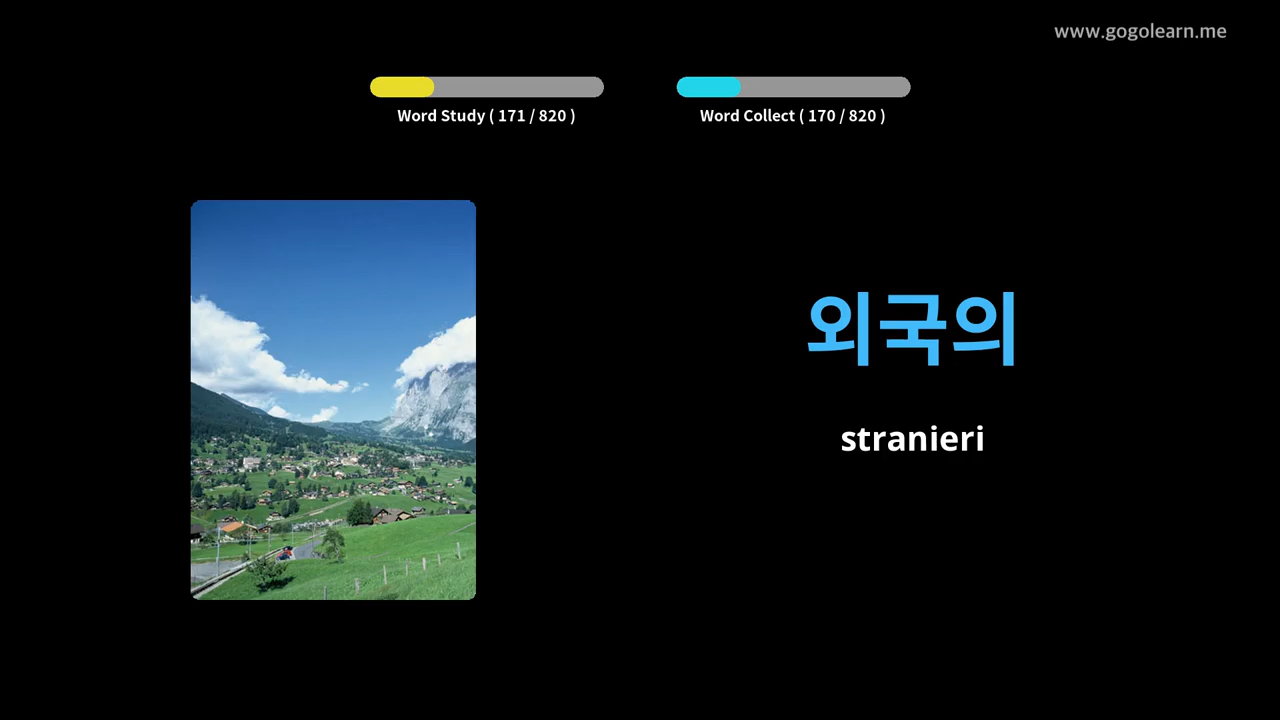 www.gogolearn.me
Word Study ( 171 / 820 )
Word Collect ( 170 / 820 )
외국의
stranieri